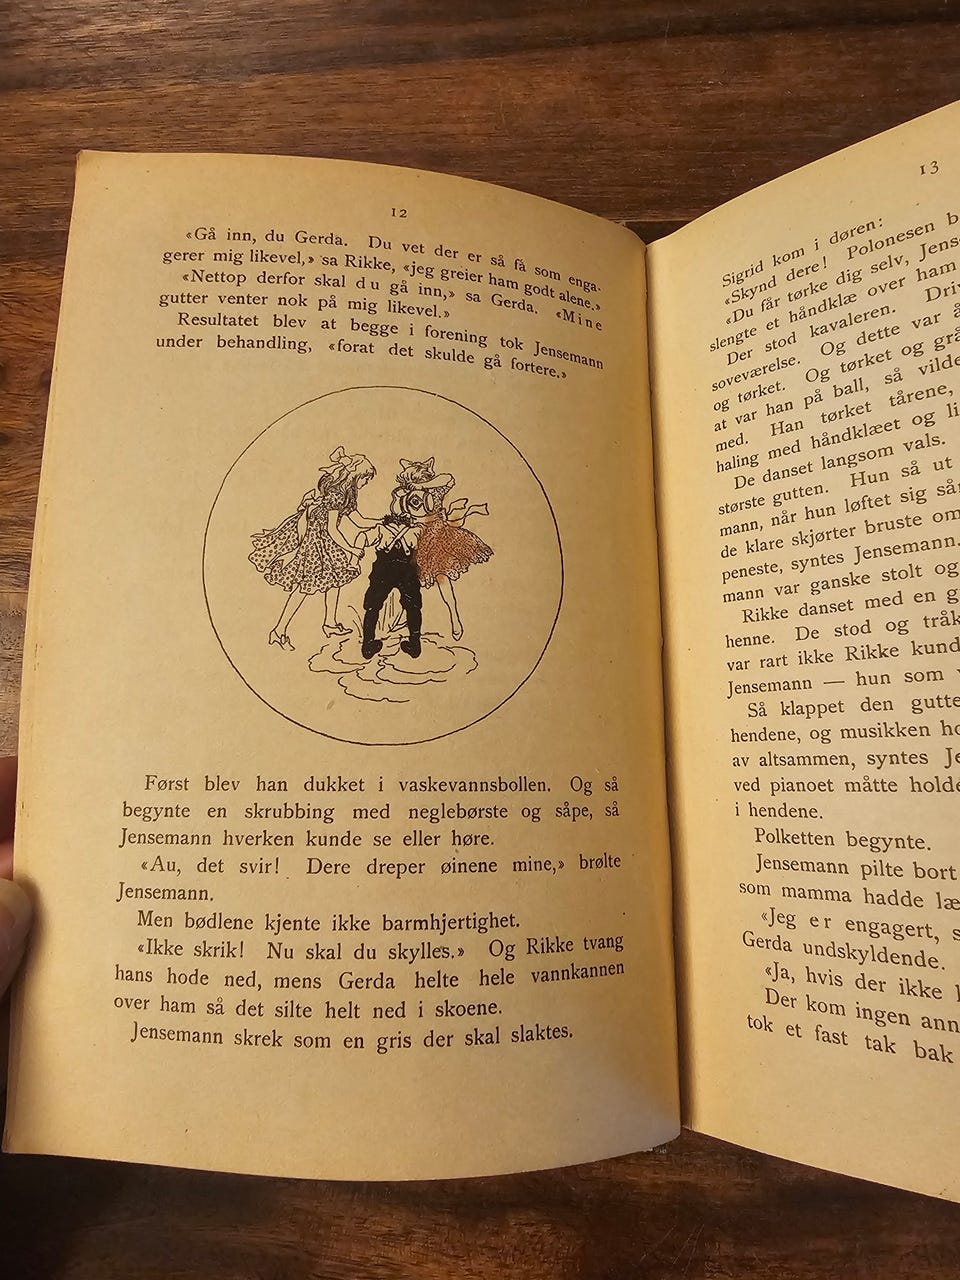 12
«Gå inn, du Gerda. Du vet der er så få som enga-
gerer mig likevel,» sa Rikke, «jeg greier ham godt alene.»
«Nettop derfor skal du gå inn,» sa Gerda. «Mine
gutter venter nok på mig likevel.»
Resultatet blev at begge i forening tok Jensemann
under behandling, «forat det skulde gå fortere.»
Først blev han dukket i vaskevannsbollen. Og så
begynte en skrubbing med neglebørste og såpe, så
Jensemann hverken kunde se eller høre.
«Au, det svir! Dere dreper øinene mine,» brølte
Jensemann.
Men bødlene kjente ikke barmhjertighet.
«Ikke skrik! Nu skal du skylles.» Og Rikke tvang
hans hode ned, mens Gerda helte hele vannkannen
over ham så det silte helt ned i skoene.
Jensemann skrek som en gris der skal slaktes.
13
Sigrid kom i døren:
«Skynd dere! Polonesen
«Du får tørke dig selv,
slengte et håndklæ over ham
Der stod kavaleren.
soveværelse. Og dette var
og tørket. Og tørket og
at var han på ball, så
med. Han tørket tårene,
haling med håndklæet og
De danset langsom vals.
største gutten. Hun så ut
mann, når hun løftet sig
de klare skjørter bruste
peneste, syntes Jensemann.
mann var ganske stolt og
Rikke danset med en
henne. De stod og
var rart ikke Rikke
Jensemann — hun som
Så klappet den
hendene, og musikken
av altsammen, syntes
ved pianoet måtte
i hendene.
Polketten begynte.
Jensemann pilte bort
som mamma hadde
«Jeg er engagert,
Gerda undskyldende.
«Ja, hvis der ikke
Der kom ingen
tok et fast tak bak